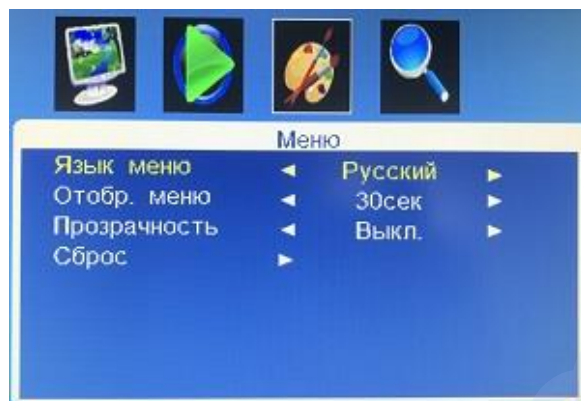 Меню
Язык меню ◄ Русский ►
Отобр. меню ◄ 30сек ►
Прозрачность ◄ Выкл. ►
Сброс ►